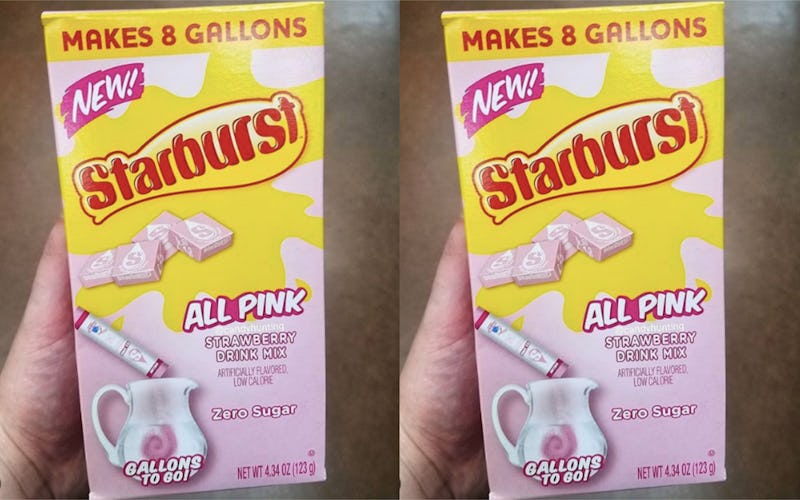 MAKES 8 GALLONS
NEW!
Starburst
ALL PINK
@candyhunting
STRAWBERRY
DRINK MIX
ARTIFICIALLY FLAVORED,
LOW CALORIE
Zero Sugar
GALLONS
TO GO!
NET WT 4.34 OZ (123 g)
MAKES 8 GALLONS
NEW!
Starburst
ALL PINK
@candyhunting
STRAWBERRY
DRINK MIX
ARTIFICIALLY FLAVORED,
LOW CALORIE
Zero Sugar
GALLONS
TO GO!
NET WT 4.34 OZ (123 g)